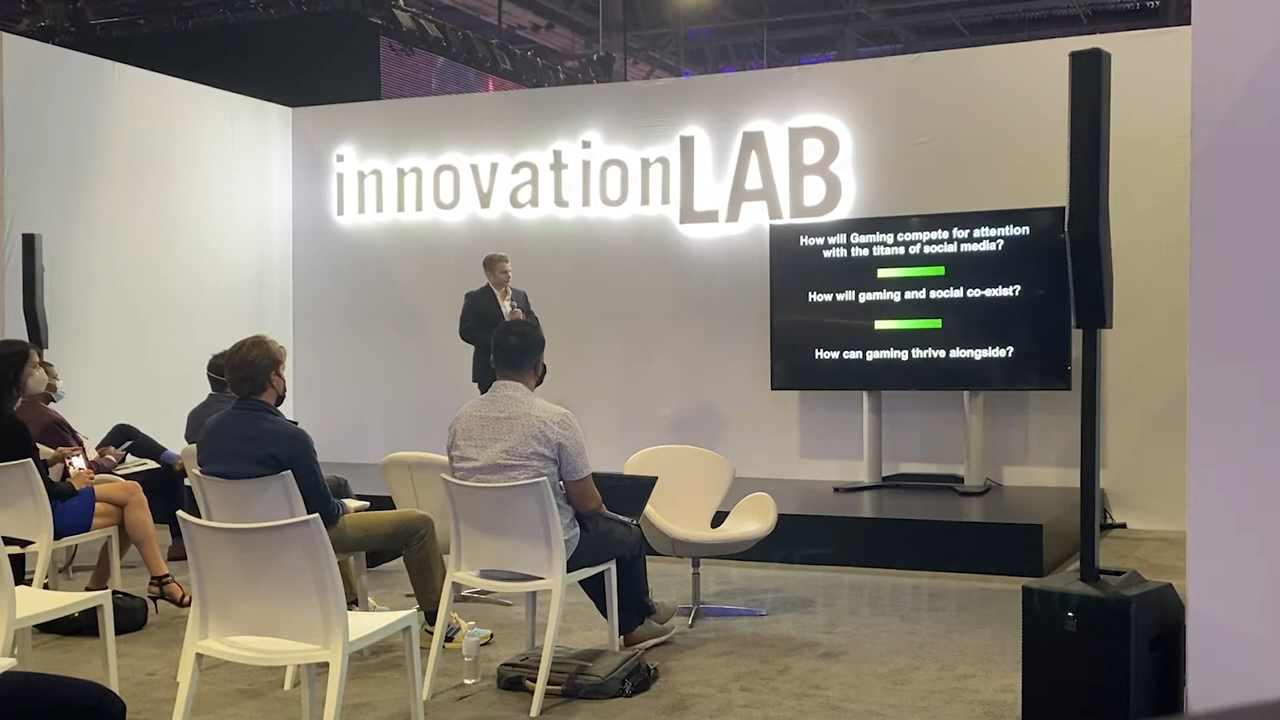 innovationLAB
How will Gaming compete for attention
with the titans of social media?
How will gaming and social co-exist?
How can gaming thrive alongside?